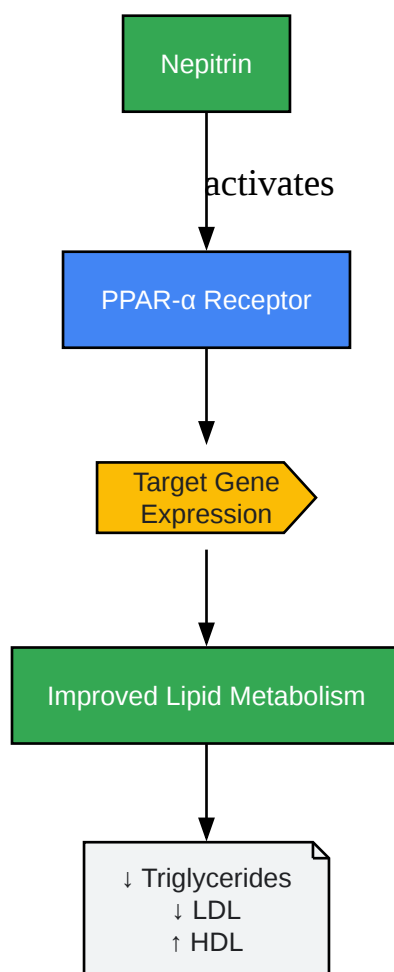 Nepitrin
activates
PPAR-α Receptor
Target Gene
Expression
Improved Lipid Metabolism
↓ Triglycerides
↓ LDL
↑ HDL